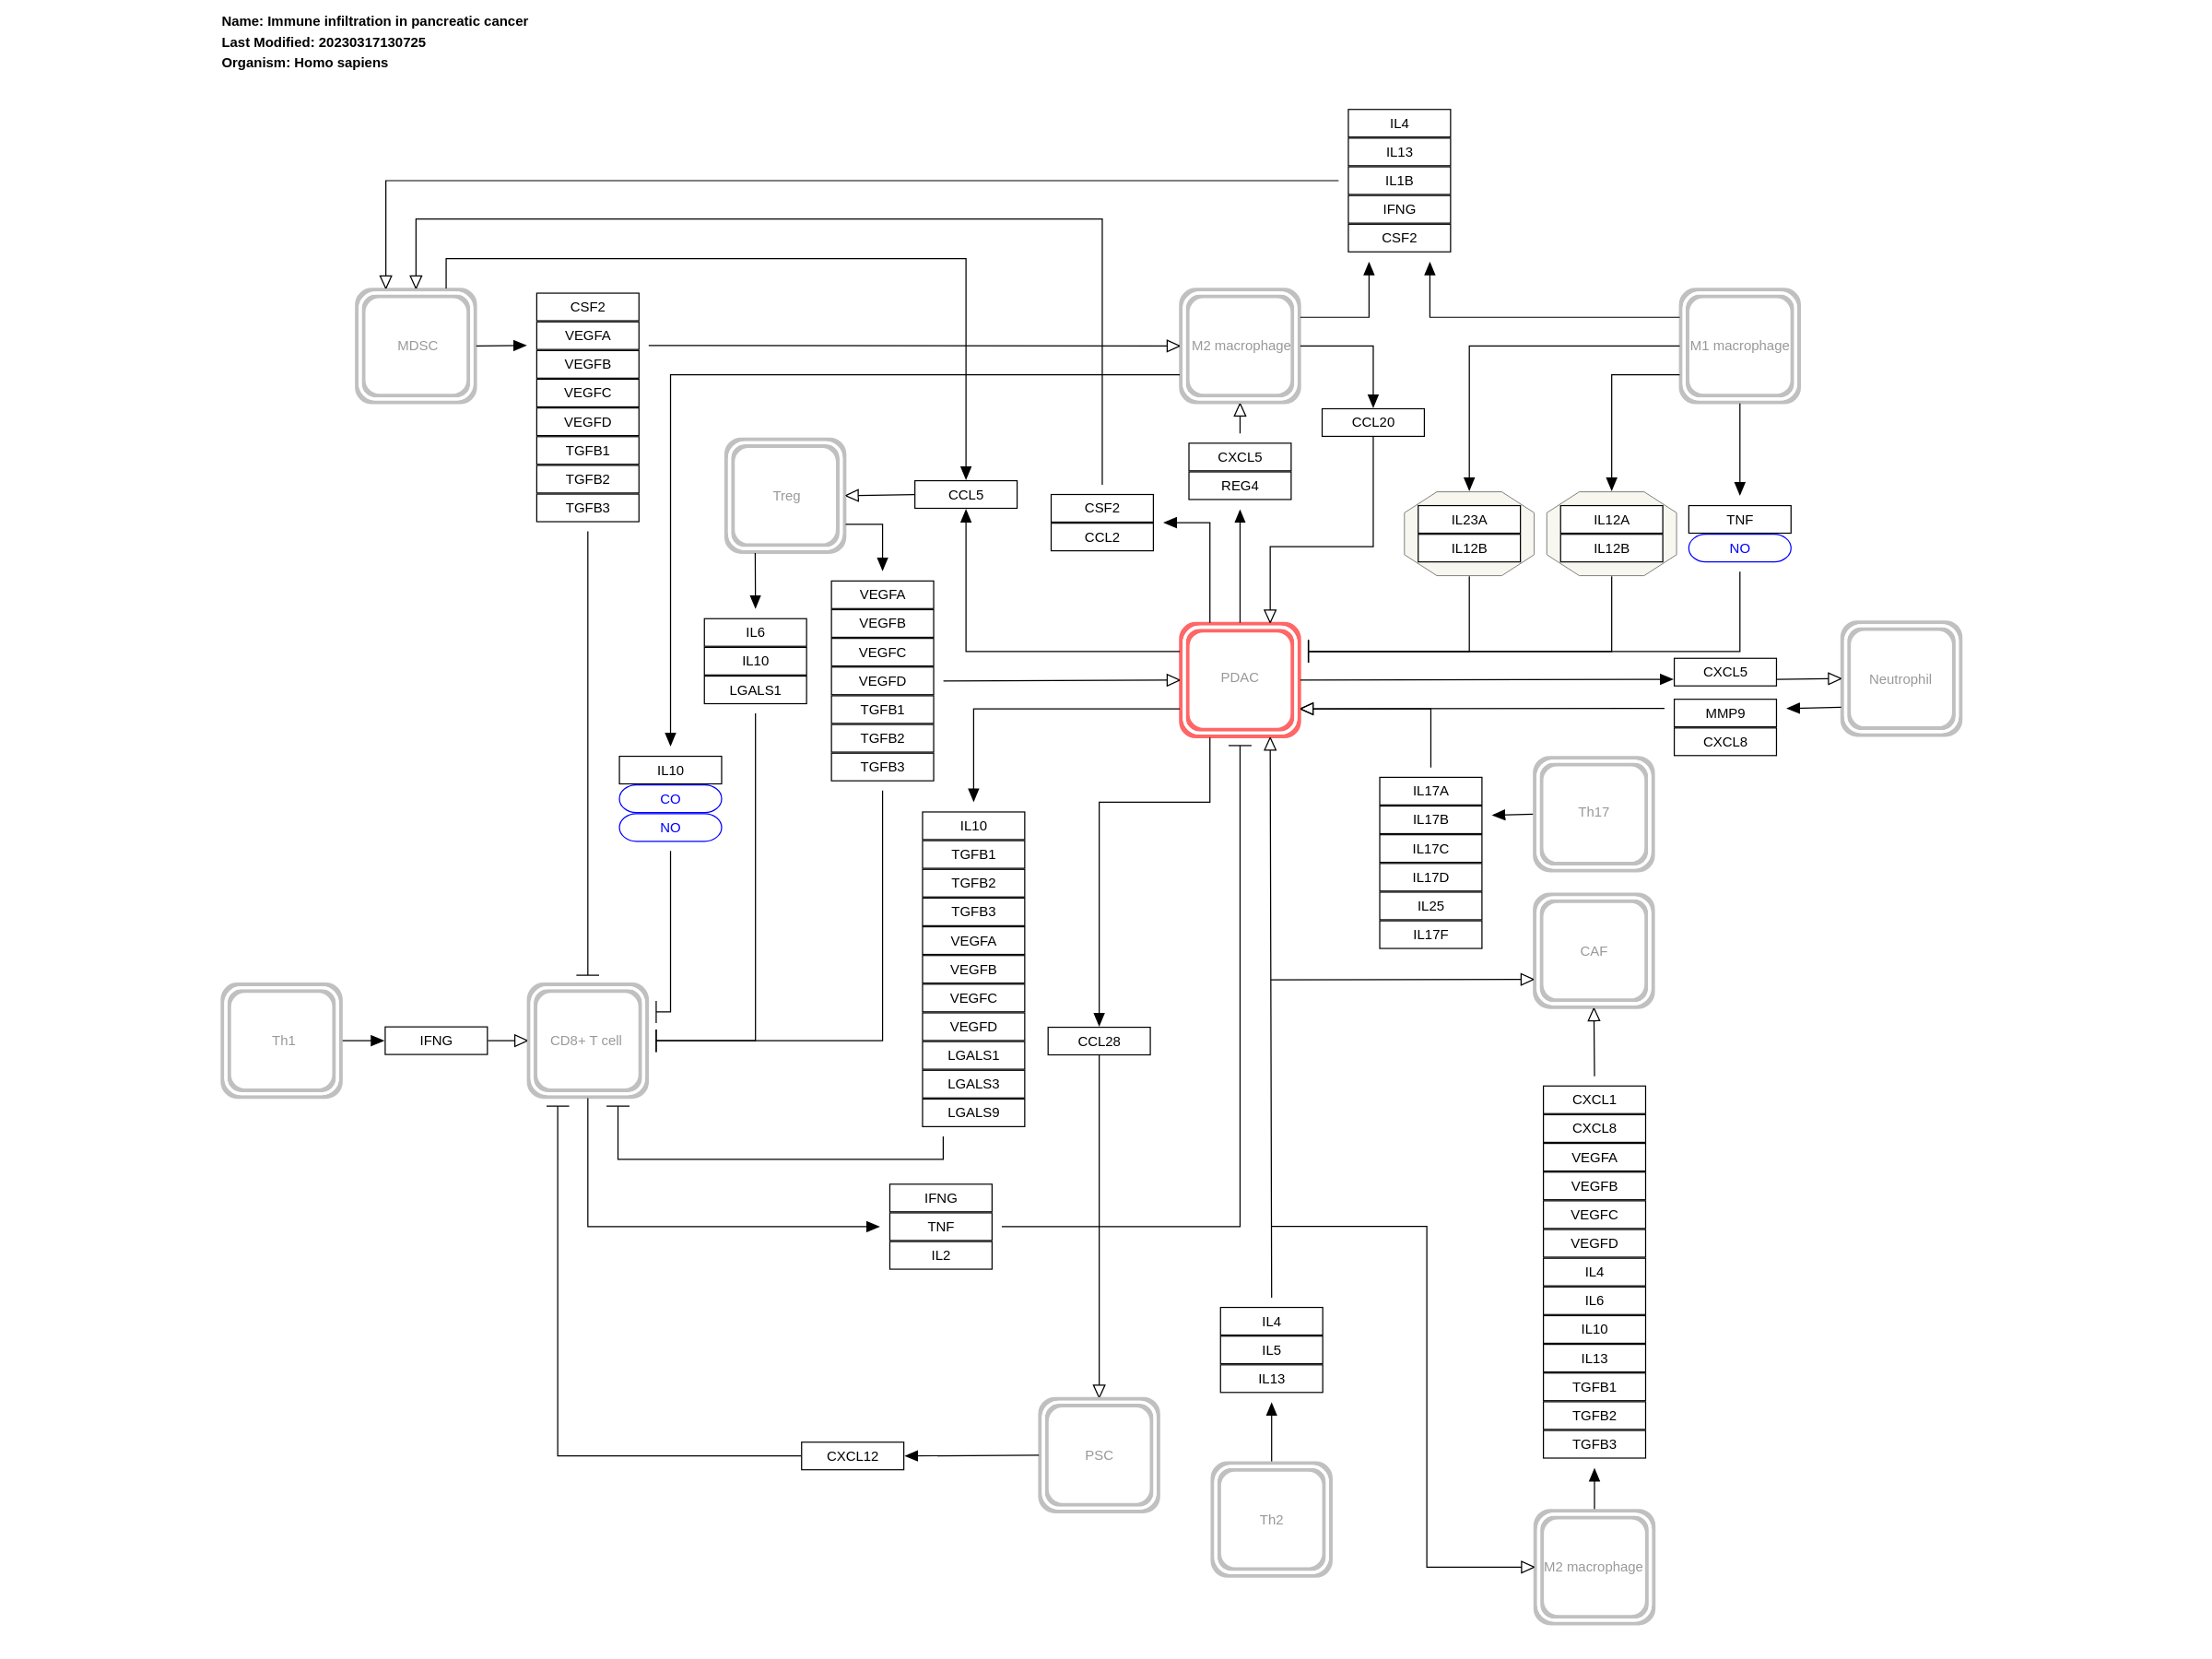 Name: Immune infiltration in pancreatic cancer
Last Modified: 20230317130725
Organism: Homo sapiens
IL4
IL13
IL1B
IFNG
CSF2
MDSC
CSF2
VEGFA
VEGFB
VEGFC
VEGFD
TGFB1
TGFB2
TGFB3
M2 macrophage
M1 macrophage
CCL20
CXCL5
REG4
Treg
CCL5
CSF2
CCL2
IL23A
IL12B
IL12A
IL12B
TNF
NO
VEGFA
VEGFB
VEGFC
VEGFD
TGFB1
TGFB2
TGFB3
IL6
IL10
LGALS1
PDAC
CXCL5
MMP9
CXCL8
Neutrophil
IL10
CO
NO
IL10
TGFB1
TGFB2
TGFB3
VEGFA
VEGFB
VEGFC
VEGFD
LGALS1
LGALS3
LGALS9
IL17A
IL17B
IL17C
IL17D
IL25
IL17F
Th17
CAF
Th1
IFNG
CD8+ T cell
CCL28
CXCL1
CXCL8
VEGFA
VEGFB
VEGFC
VEGFD
IL4
IL6
IL10
IL13
TGFB1
TGFB2
TGFB3
IFNG
TNF
IL2
IL4
IL5
IL13
CXCL12
PSC
Th2
M2 macrophage